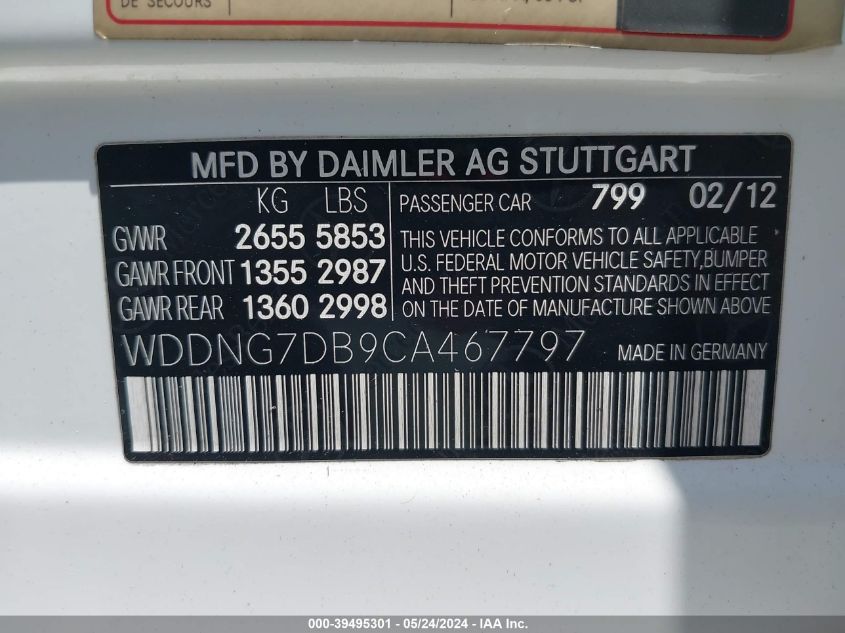 DE SECOURS
MFD BY DAIMLER AG STUTTGART
KG LBS
GVWR 2655 5853
GAWR FRONT 1355 2987
GAWR REAR 1360 2998
PASSENGER CAR 799 02/12
THIS VEHICLE CONFORMS TO ALL APPLICABLE
U.S. FEDERAL MOTOR VEHICLE SAFETY,BUMPER
AND THEFT PREVENTION STANDARDS IN EFFECT
ON THE DATE OF MANUFACTURE SHOWN ABOVE
WDDNG7DB9CA467797 MADE IN GERMANY
000-39495301 - 05/24/2024 - IAA Inc.